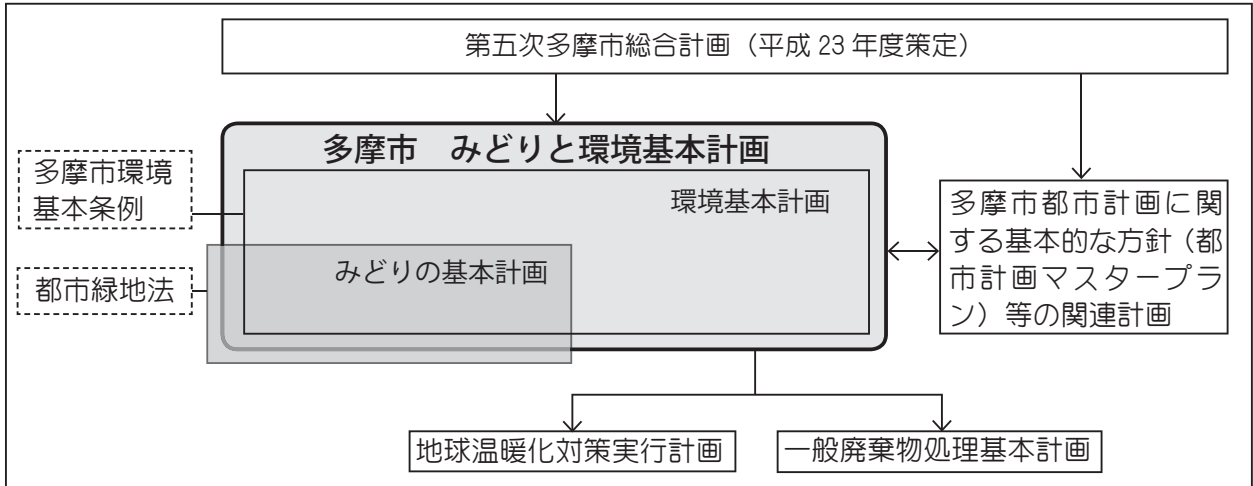 第五次多摩市総合計画（平成 23 年度策定）
多摩市　みどりと環境基本計画
多摩市環境
基本条例
環境基本計画
多摩市都市計画に関
する基本的な方針（都
市計画マスタープラ
ン）等の関連計画
みどりの基本計画
都市緑地法
地球温暖化対策実行計画
一般廃棄物処理基本計画